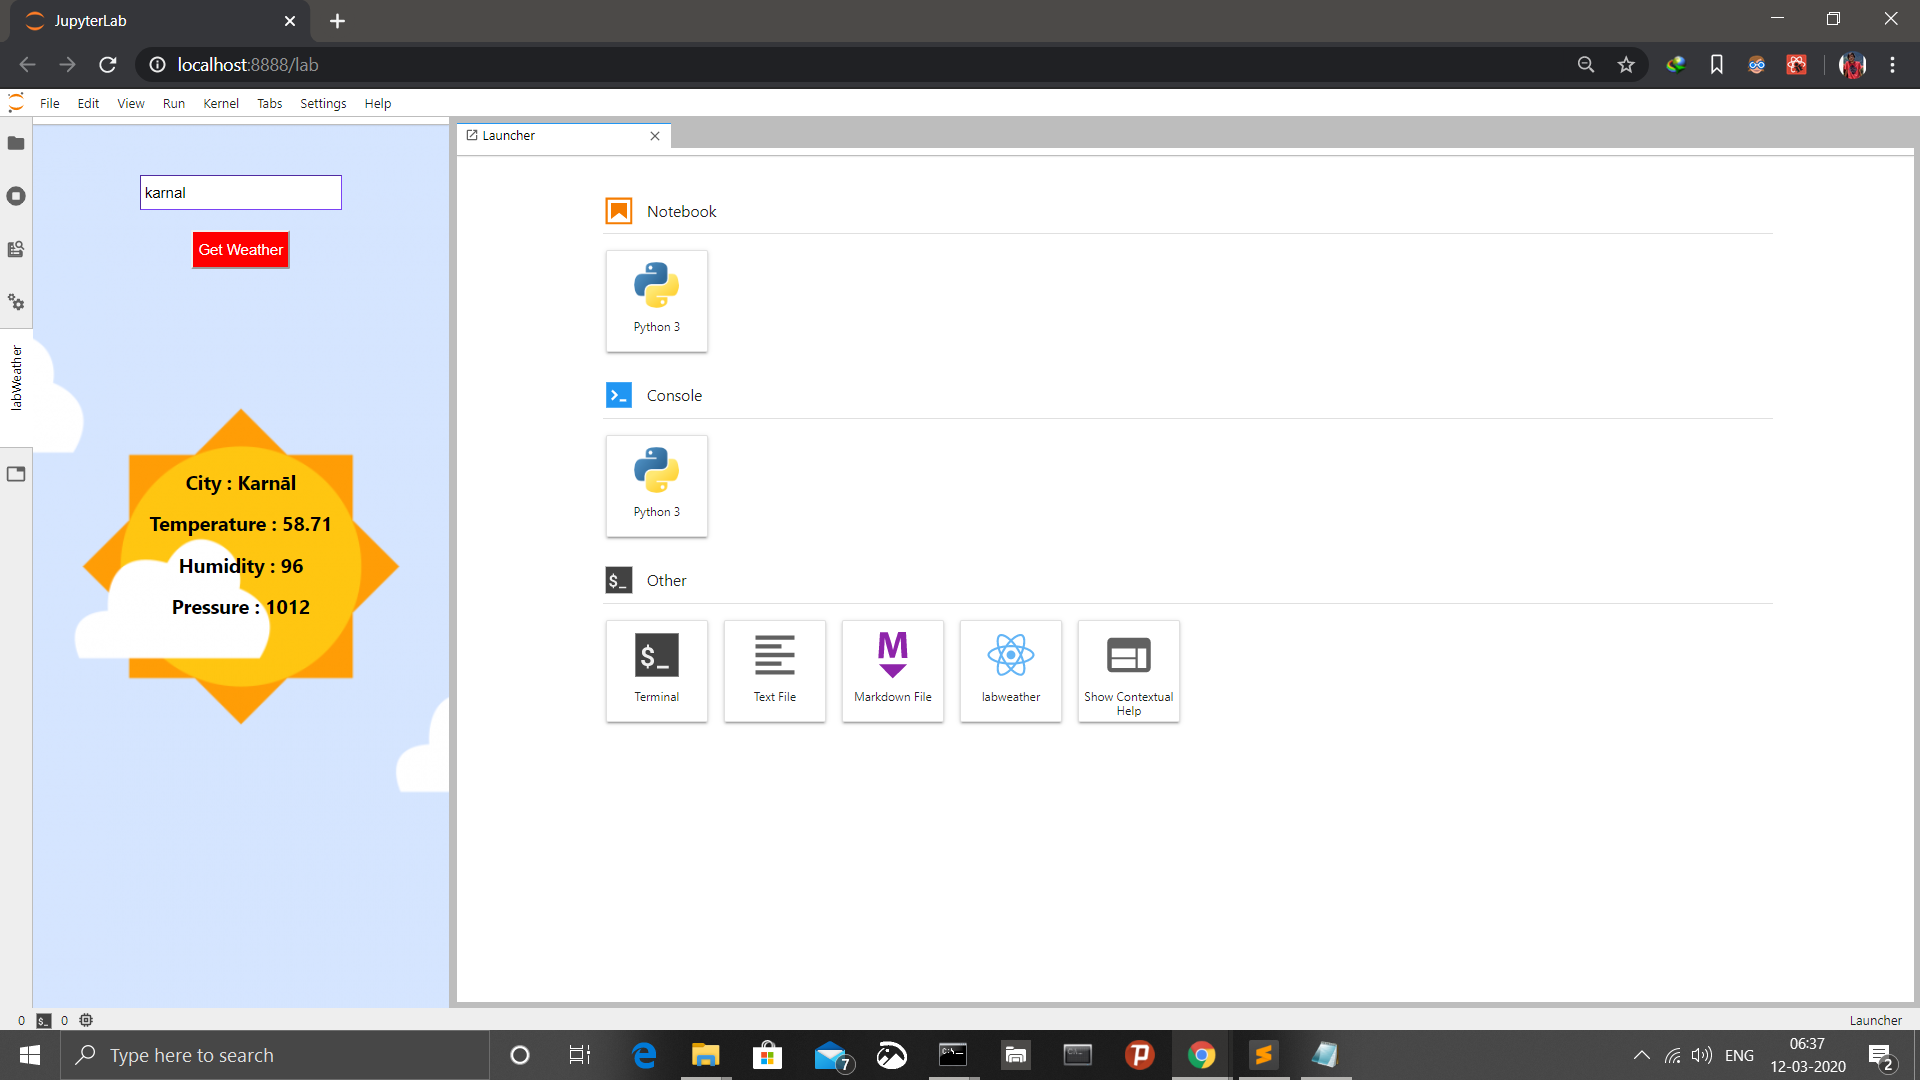 JupyterLab
localhost:8888/lab
File Edit View Run Kernel Tabs Settings Help
Launcher
karnal
Get Weather
labWeather
City : Karnāl
Temperature : 58.71
Humidity : 96
Pressure : 1012
Notebook
Python 3
Console
Python 3
$_ Other
$_
Terminal
Text File
M
Markdown File
labweather
Show Contextual
Help
0 $_ 0
Launcher
Type here to search
7
ENG
06:37
12-03-2020
2